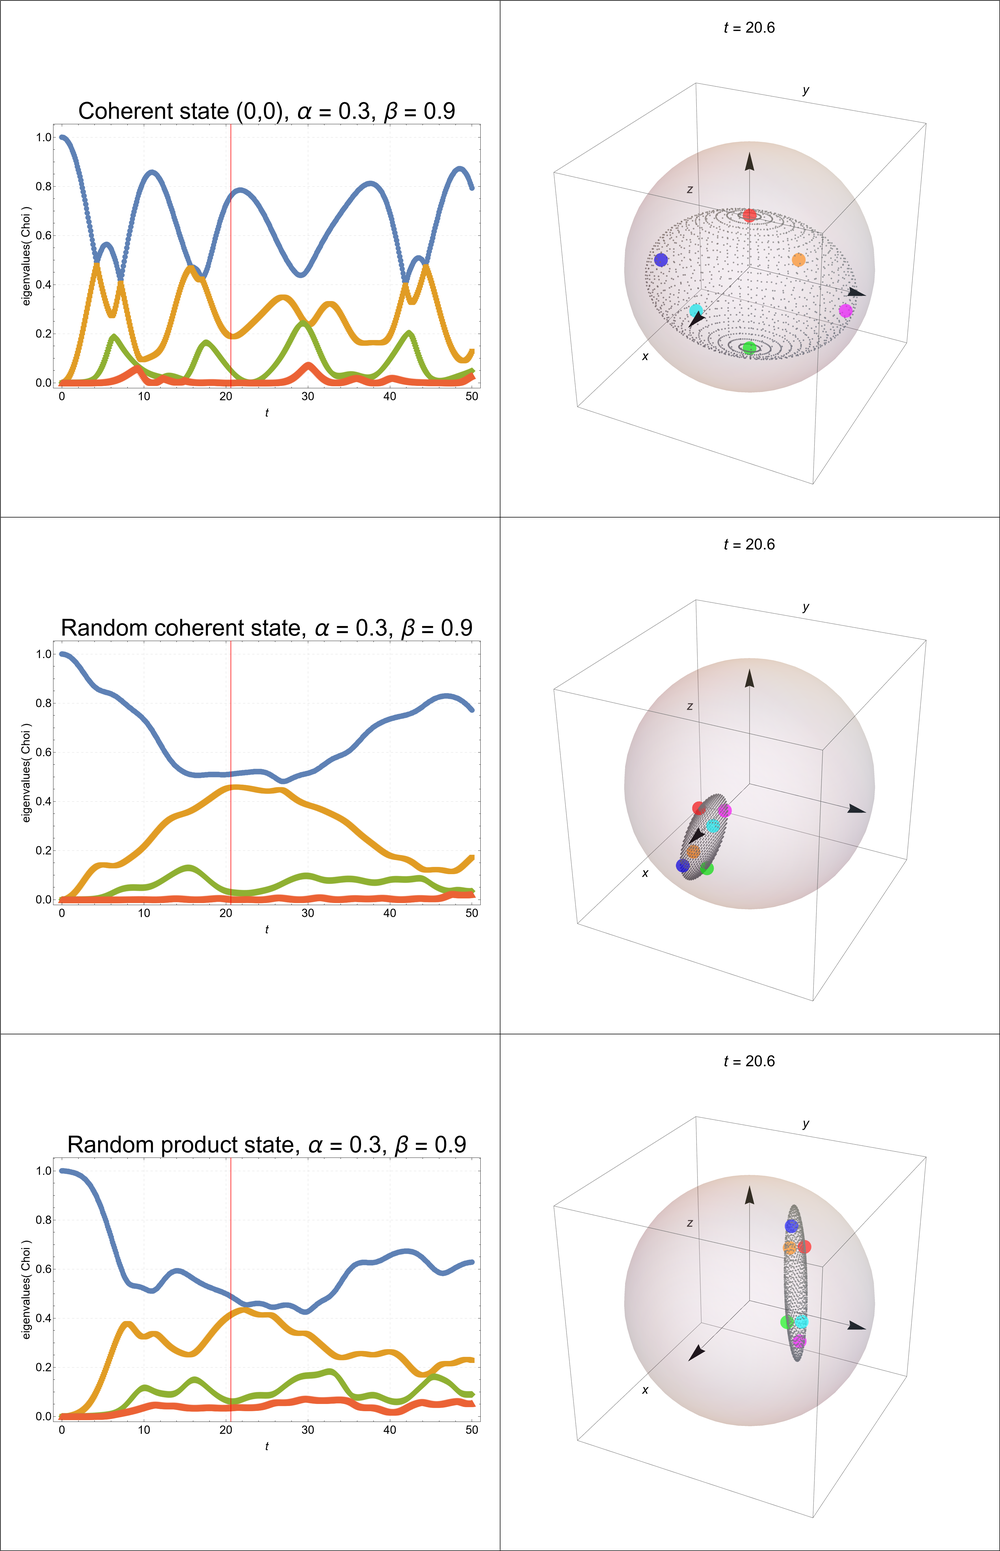 t = 20.6
y
Coherent state (0,0), α = 0.3, β = 0.9
1.0
0.8
0.6
0.4
0.2
0.0
eigenvalues( Choi )
0
10
20
30
40
50
t
z
x
t = 20.6
y
Random coherent state, α = 0.3, β = 0.9
1.0
0.8
0.6
0.4
0.2
0.0
eigenvalues( Choi )
0
10
20
30
40
50
t
z
x
t = 20.6
y
Random product state, α = 0.3, β = 0.9
1.0
0.8
0.6
0.4
0.2
0.0
eigenvalues( Choi )
0
10
20
30
40
50
t
z
x